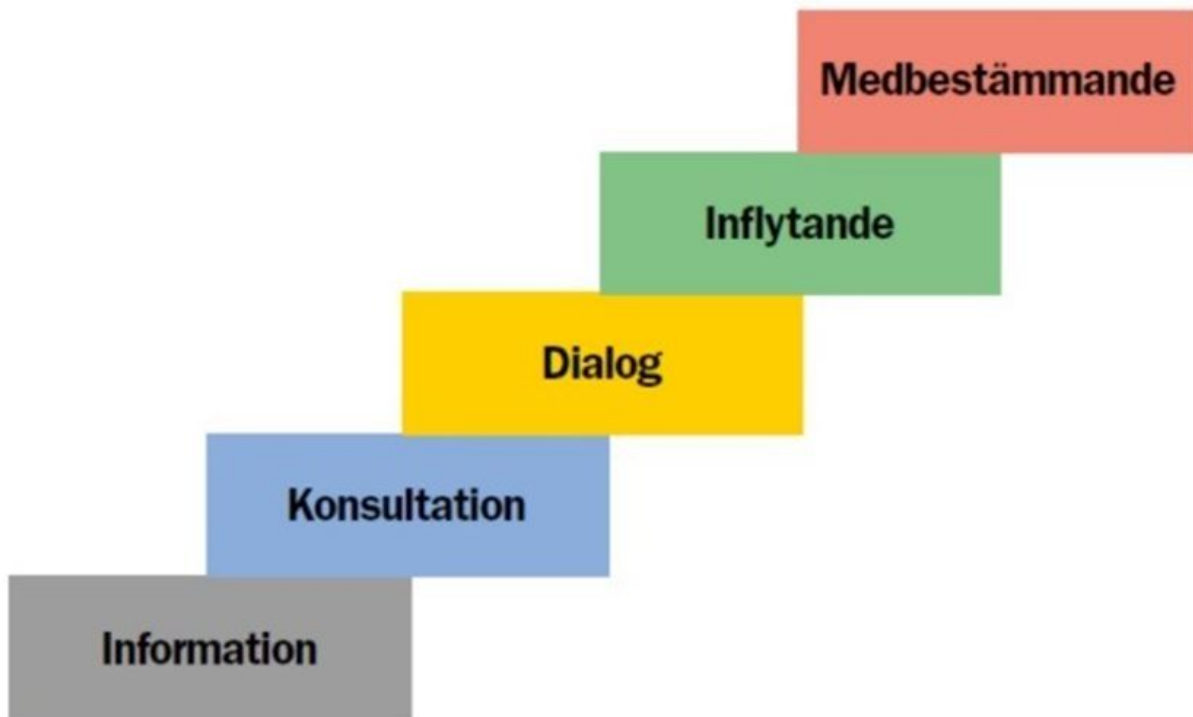 Medbestämmande
Inflytande
Dialog
Konsultation
Information